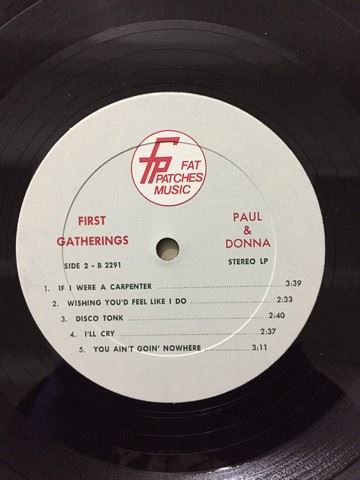 FP FAT
PATCHES
MUSIC
FIRST
GATHERINGS
PAUL
&
DONNA
SIDE 2 - B 2291
STEREO LP
1. IF I WERE A CARPENTER 3:39
2. WISHING YOU'D FEEL LIKE I DO 2:33
3. DISCO TONK 2:40
4. I'LL CRY 2:37
5. YOU AIN'T GOIN' NOWHERE 3:11